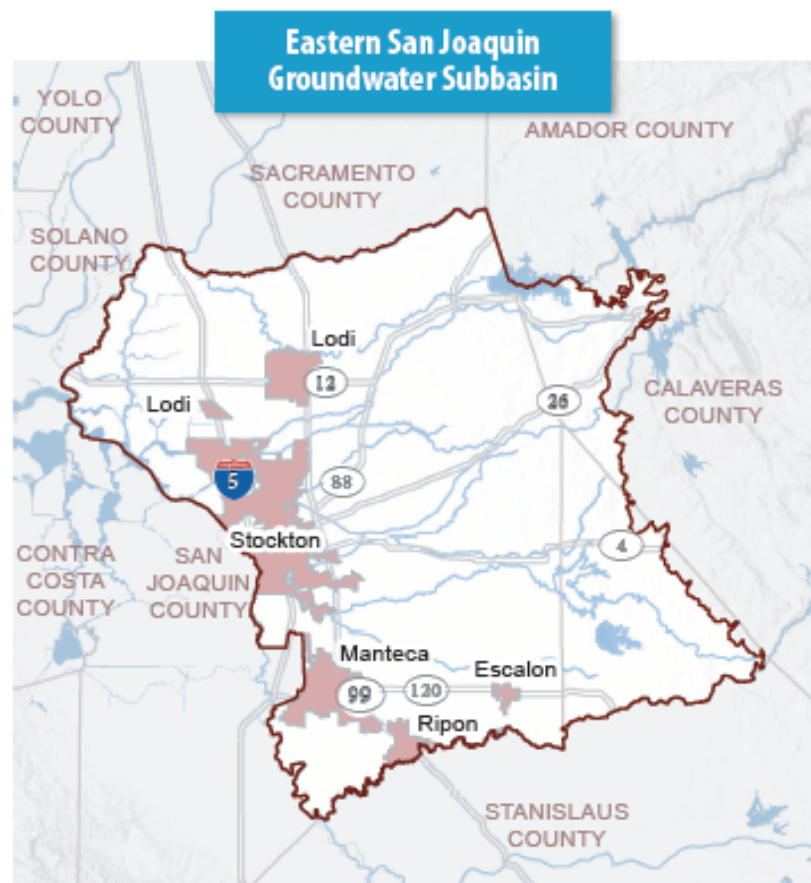 Eastern San Joaquin
Groundwater Subbasin
YOLO
COUNTY
AMADOR COUNTY
SACRAMENTO
COUNTY
SOLANO
COUNTY
Lodi
12
Lodi
26
CALAVERAS
COUNTY
5
88
Stockton
4
CONTRA
COSTA
COUNTY
SAN
JOAQUIN
COUNTY
Manteca
Escalon
99
120
Ripon
STANISLAUS
COUNTY